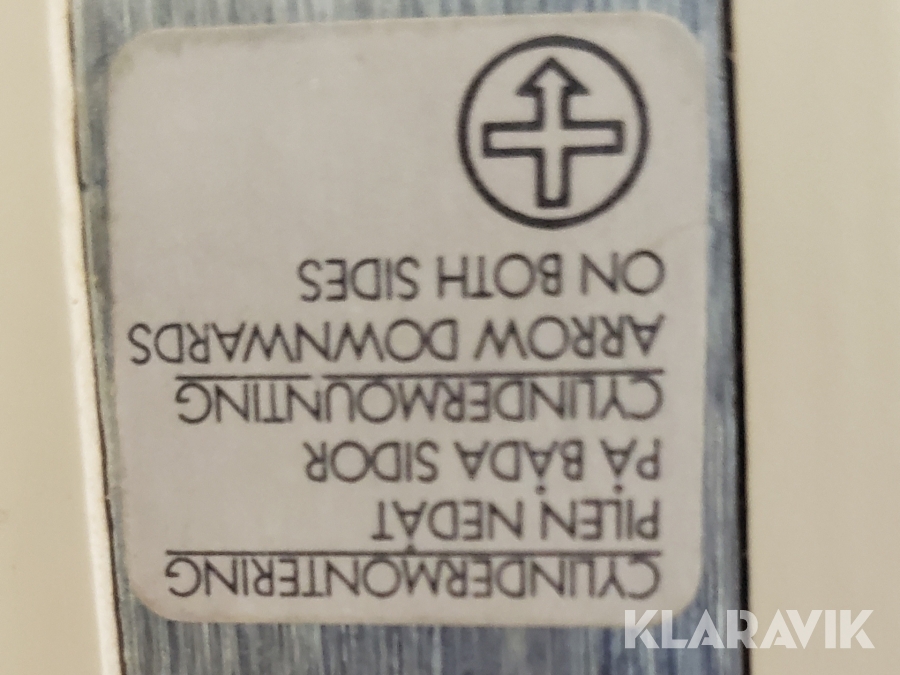 CYLINDERMONTERING
PILEN NEDÅT
PÅ BÅDA SIDOR
CYLINDERMOUNTING
ARROW DOWNWARDS
ON BOTH SIDES
KLARAVIK